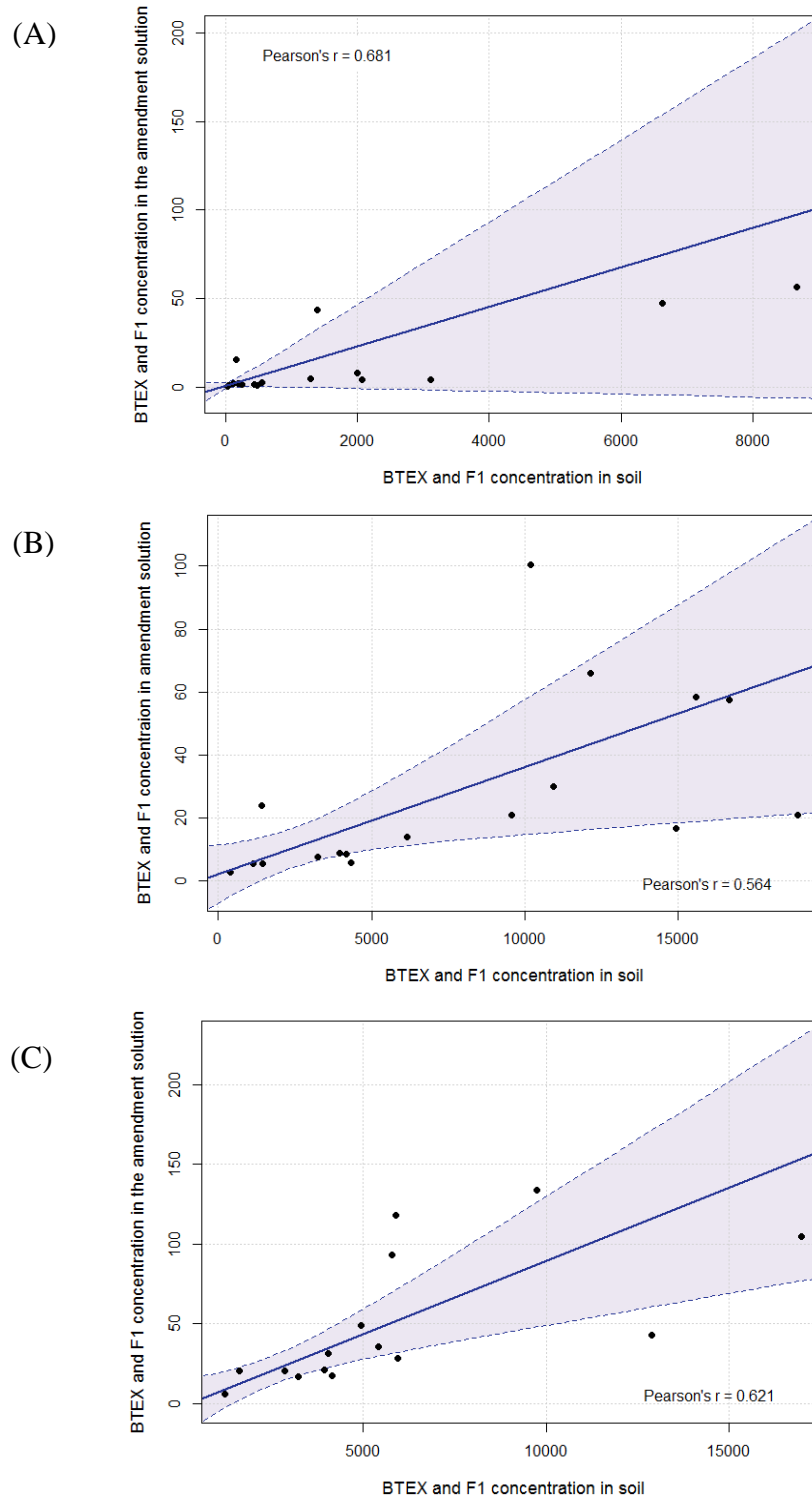 (A)
BTEX and F1 concentration in the amendment solution
200
150
100
50
0
Pearson's r = 0.681
0 2000 4000 6000 8000
BTEX and F1 concentration in soil
(B)
BTEX and F1 concentraion in amendment solution
100
80
60
40
20
0
Pearson's r = 0.564
0 5000 10000 15000
BTEX and F1 concentration in soil
(C)
BTEX and F1 concentration in the amendment solution
200
150
100
50
0
Pearson's r = 0.621
5000 10000 15000
BTEX and F1 concentration in soil